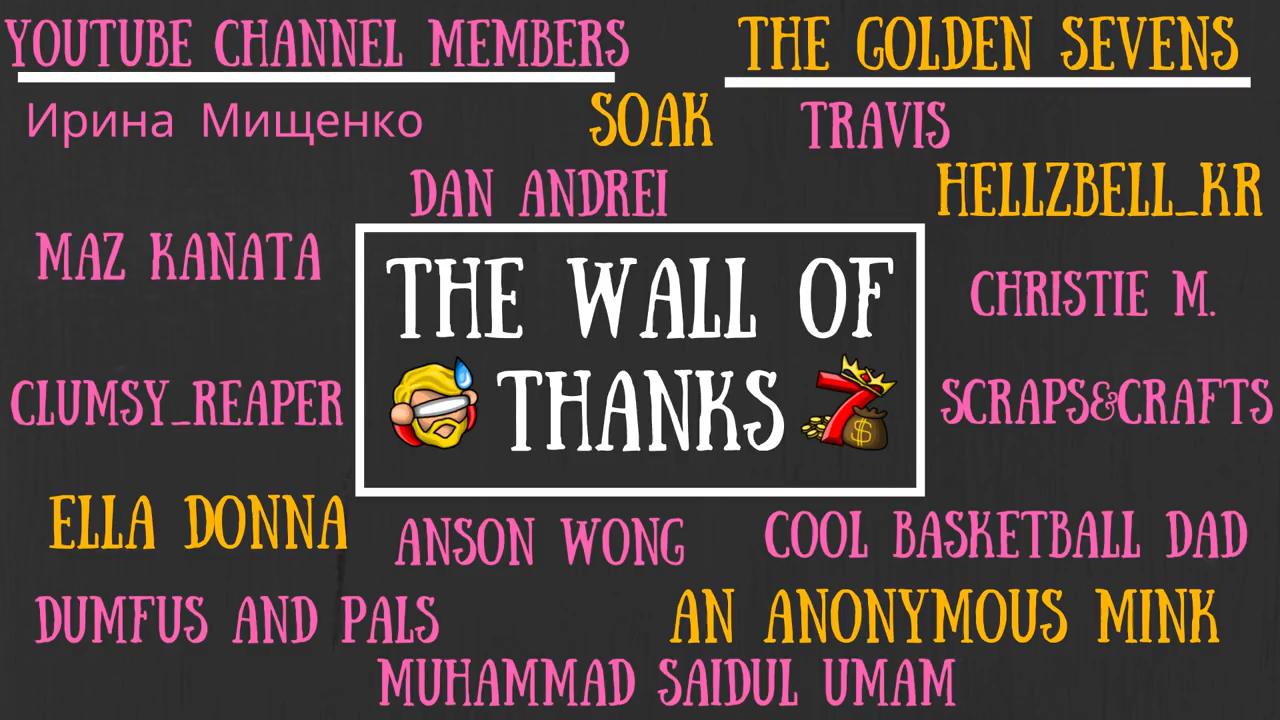 YOUTUBE CHANNEL MEMBERS
THE GOLDEN SEVENS
Ирина Мищенко
SOAK
TRAVIS
DAN ANDREI
HELLZBELL_KR
MAZ KANATA
THE WALL OF
THANKS
CHRISTIE M.
CLUMSY_REAPER
SCRAPS&CRAFTS
ELLA DONNA
ANSON WONG
COOL BASKETBALL DAD
DUMFUS AND PALS
AN ANONYMOUS MINK
MUHAMMAD SAIDUL UMAM